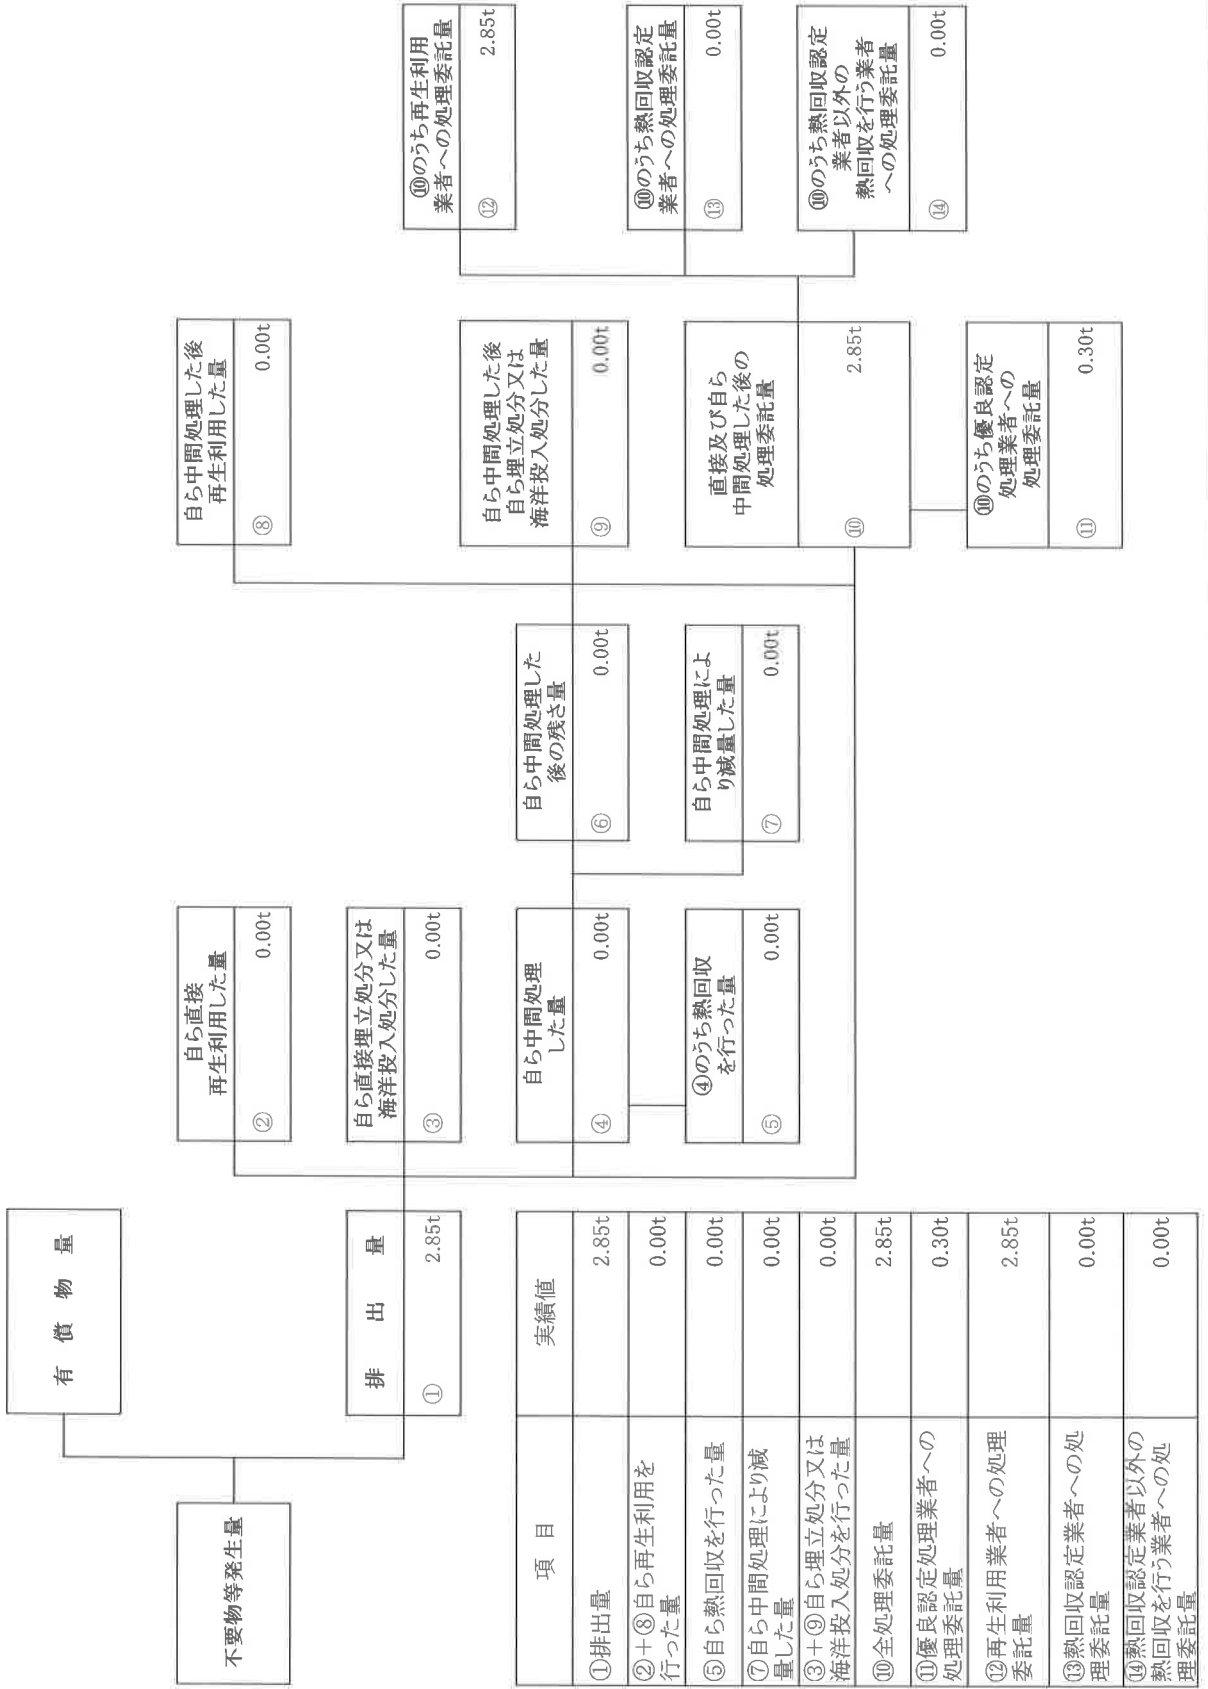 不要物等発生量
有償物量
排出量
① 2.85t
自ら直接
再生利用した量
② 0.00t
自ら直接埋立処分又は
海洋投入処分した量
③ 0.00t
自ら中間処理
した量
④ 0.00t
④のうち熱回収
を行った量
⑤ 0.00t
自ら中間処理した
後の残さ量
⑥ 0.00t
自ら中間処理によ
り減量した量
⑦ 0.00t
自ら中間処理した後
再生利用した量
⑧ 0.00t
自ら中間処理した後
自ら埋立処分又は
海洋投入処分した量
⑨ 0.00t
直接及び自ら
中間処理した後の
処理委託量
⑩ 2.85t
⑩のうち優良認定
処理業者への
処理委託量
⑪ 0.30t
⑩のうち再生利用
業者への処理委託量
⑫ 2.85t
⑩のうち熱回収認定
業者への処理委託量
⑬ 0.00t
⑩のうち熱回収認定
業者以外の
熱回収を行う業者
への処理委託量
⑭ 0.00t
項目 実績値
①排出量 2.85t
②+⑧自ら再生利用を
行った量 0.00t
⑤自ら熱回収を行った量 0.00t
⑦自ら中間処理により減
量した量 0.00t
③+⑨自ら埋立処分又は
海洋投入処分を行った量 0.00t
⑩全処理委託量 2.85t
⑪優良認定処理業者への
処理委託量 0.30t
⑫再生利用業者への処理
委託量 2.85t
⑬熱回収認定業者への処
理委託量 0.00t
⑭熱回収認定業者以外の
熱回収を行う業者への処
理委託量 0.00t